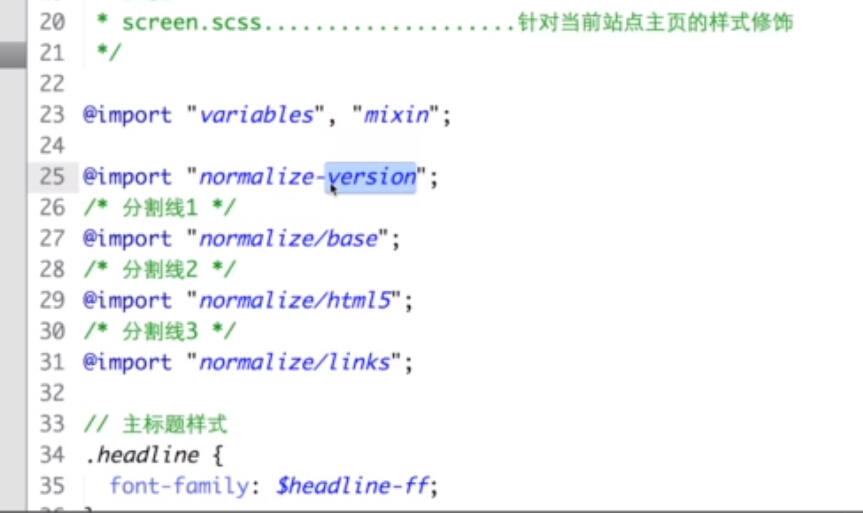 20 * screen.scss.....................针对当前站点主页的样式修饰
21 */
22
23 @import "variables", "mixin";
24
25 @import "normalize-version";
26 /* 分割线1 */
27 @import "normalize/base";
28 /* 分割线2 */
29 @import "normalize/html5";
30 /* 分割线3 */
31 @import "normalize/links";
32
33 // 主标题样式
34 .headline {
35 font-family: $headline-ff;